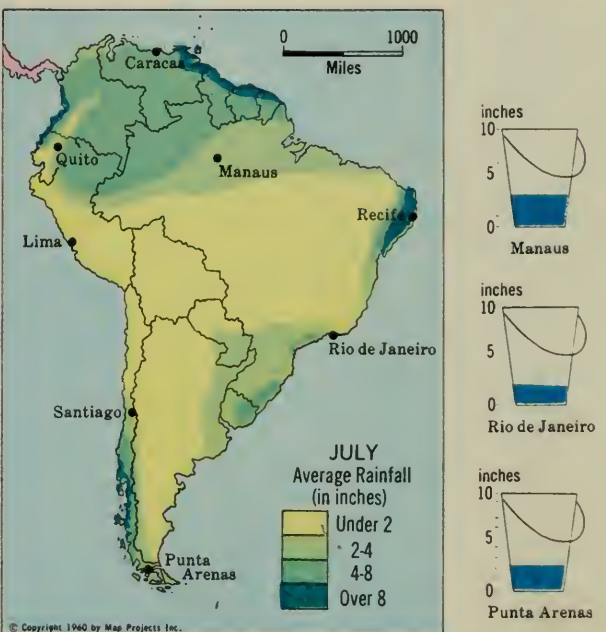 0 1000
Miles
Caracas
Quito
Manaus
Recife
Lima
Rio de Janeiro
Santiago
Punta
Arenas
JULY
Average Rainfall
(in inches)
Under 2
2-4
4-8
Over 8
© Copyright 1960 by Map Projects Inc.
inches
10
5
0
Manaus
inches
10
5
0
Rio de Janeiro
inches
10
5
0
Punta Arenas